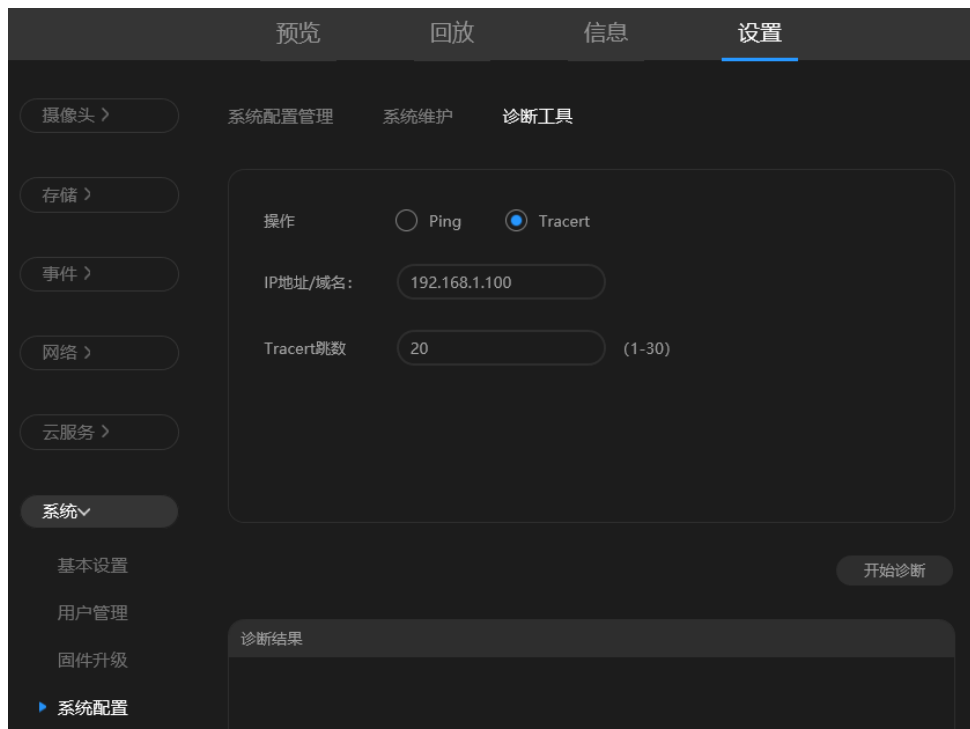 预览 回放 信息 设置
摄像头
系统配置管理 系统维护 诊断工具
存储
操作 Ping Tracert
事件
IP地址/域名: 192.168.1.100
网络
Tracert跳数 20 (1-30)
云服务
系统
基本设置
开始诊断
用户管理
诊断结果
固件升级
系统配置